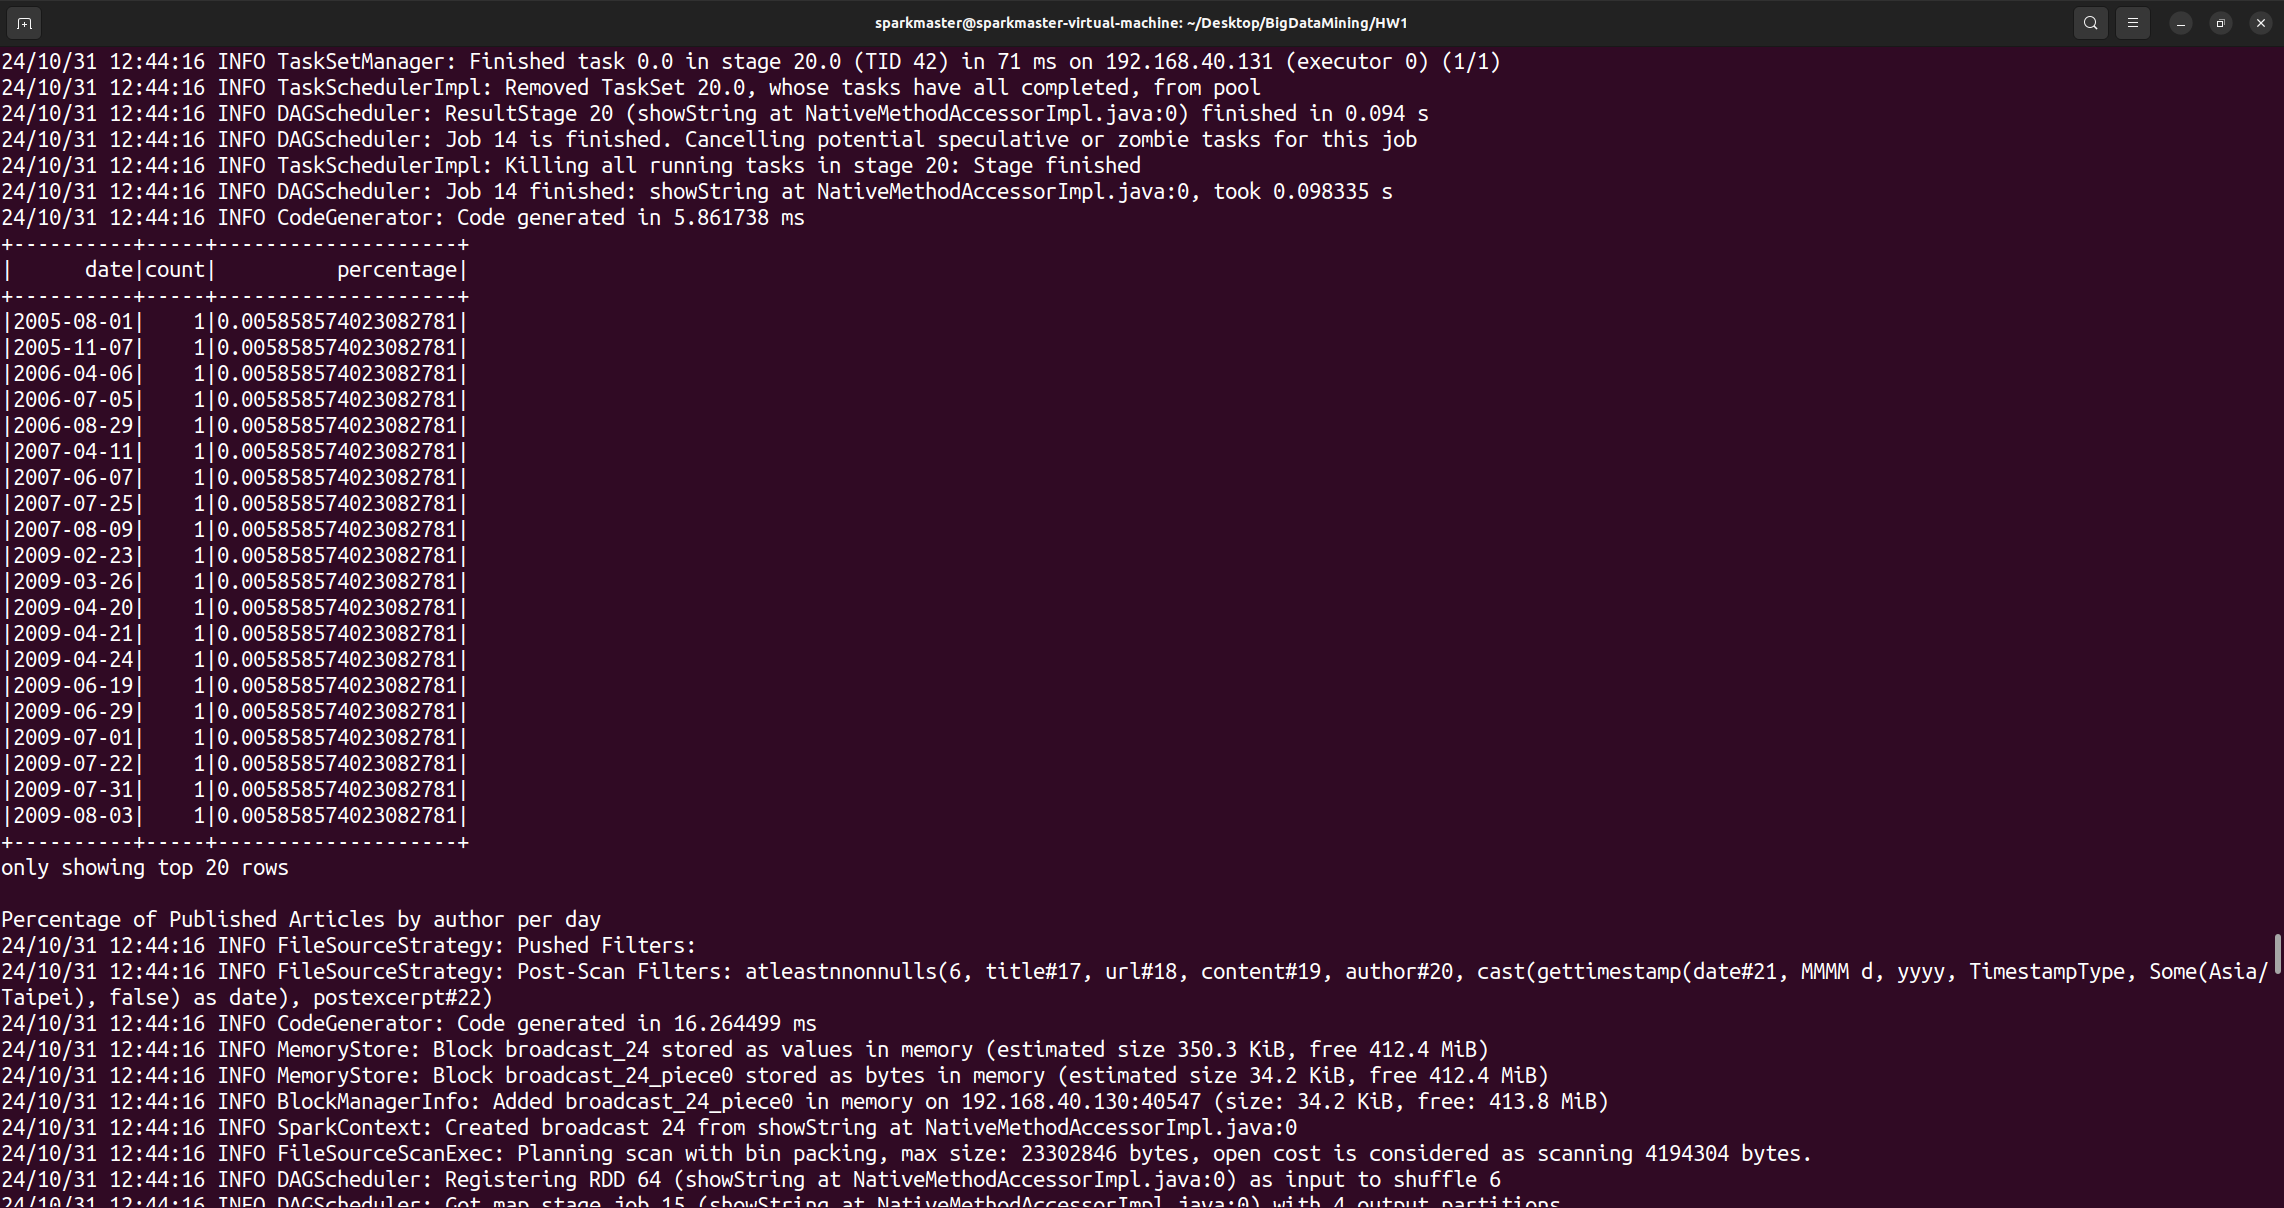 sparkmaster@sparkmaster-virtual-machine: ~/Desktop/BigDataMining/HW1
24/10/31 12:44:16 INFO TaskSetManager: Finished task 0.0 in stage 20.0 (TID 42) in 71 ms on 192.168.40.131 (executor 0) (1/1)
24/10/31 12:44:16 INFO TaskSchedulerImpl: Removed TaskSet 20.0, whose tasks have all completed, from pool
24/10/31 12:44:16 INFO DAGScheduler: ResultStage 20 (showString at NativeMethodAccessorImpl.java:0) finished in 0.094 s
24/10/31 12:44:16 INFO DAGScheduler: Job 14 is finished. Cancelling potential speculative or zombie tasks for this job
24/10/31 12:44:16 INFO TaskSchedulerImpl: Killing all running tasks in stage 20: Stage finished
24/10/31 12:44:16 INFO DAGScheduler: Job 14 finished: showString at NativeMethodAccessorImpl.java:0, took 0.098335 s
24/10/31 12:44:16 INFO CodeGenerator: Code generated in 5.861738 ms
+----------+-----+--------------------+
|      date|count|          percentage|
+----------+-----+--------------------+
|2005-08-01|    1|0.005858574023082781|
|2005-11-07|    1|0.005858574023082781|
|2006-04-06|    1|0.005858574023082781|
|2006-07-05|    1|0.005858574023082781|
|2006-08-29|    1|0.005858574023082781|
|2007-04-11|    1|0.005858574023082781|
|2007-06-07|    1|0.005858574023082781|
|2007-07-25|    1|0.005858574023082781|
|2007-08-09|    1|0.005858574023082781|
|2009-02-23|    1|0.005858574023082781|
|2009-03-26|    1|0.005858574023082781|
|2009-04-20|    1|0.005858574023082781|
|2009-04-21|    1|0.005858574023082781|
|2009-04-24|    1|0.005858574023082781|
|2009-06-19|    1|0.005858574023082781|
|2009-06-29|    1|0.005858574023082781|
|2009-07-01|    1|0.005858574023082781|
|2009-07-22|    1|0.005858574023082781|
|2009-07-31|    1|0.005858574023082781|
|2009-08-03|    1|0.005858574023082781|
+----------+-----+--------------------+
only showing top 20 rows
Percentage of Published Articles by author per day
24/10/31 12:44:16 INFO FileSourceStrategy: Pushed Filters:
24/10/31 12:44:16 INFO FileSourceStrategy: Post-Scan Filters: atleastnnonnulls(6, title#17, url#18, content#19, author#20, cast(gettimestamp(date#21, MMMM d, yyyy, TimestampType, Some(Asia/
Taipei), false) as date), postexcerpt#22)
24/10/31 12:44:16 INFO CodeGenerator: Code generated in 16.264499 ms
24/10/31 12:44:16 INFO MemoryStore: Block broadcast_24 stored as values in memory (estimated size 350.3 KiB, free 412.4 MiB)
24/10/31 12:44:16 INFO MemoryStore: Block broadcast_24_piece0 stored as bytes in memory (estimated size 34.2 KiB, free 412.4 MiB)
24/10/31 12:44:16 INFO BlockManagerInfo: Added broadcast_24_piece0 in memory on 192.168.40.130:40547 (size: 34.2 KiB, free: 413.8 MiB)
24/10/31 12:44:16 INFO SparkContext: Created broadcast 24 from showString at NativeMethodAccessorImpl.java:0
24/10/31 12:44:16 INFO FileSourceScanExec: Planning scan with bin packing, max size: 23302846 bytes, open cost is considered as scanning 4194304 bytes.
24/10/31 12:44:16 INFO DAGScheduler: Registering RDD 64 (showString at NativeMethodAccessorImpl.java:0) as input to shuffle 6
24/10/31 12:44:16 INFO DAGScheduler: Got map stage job 15 (showString at NativeMethodAccessorImpl.java:0) with 4 output partitions